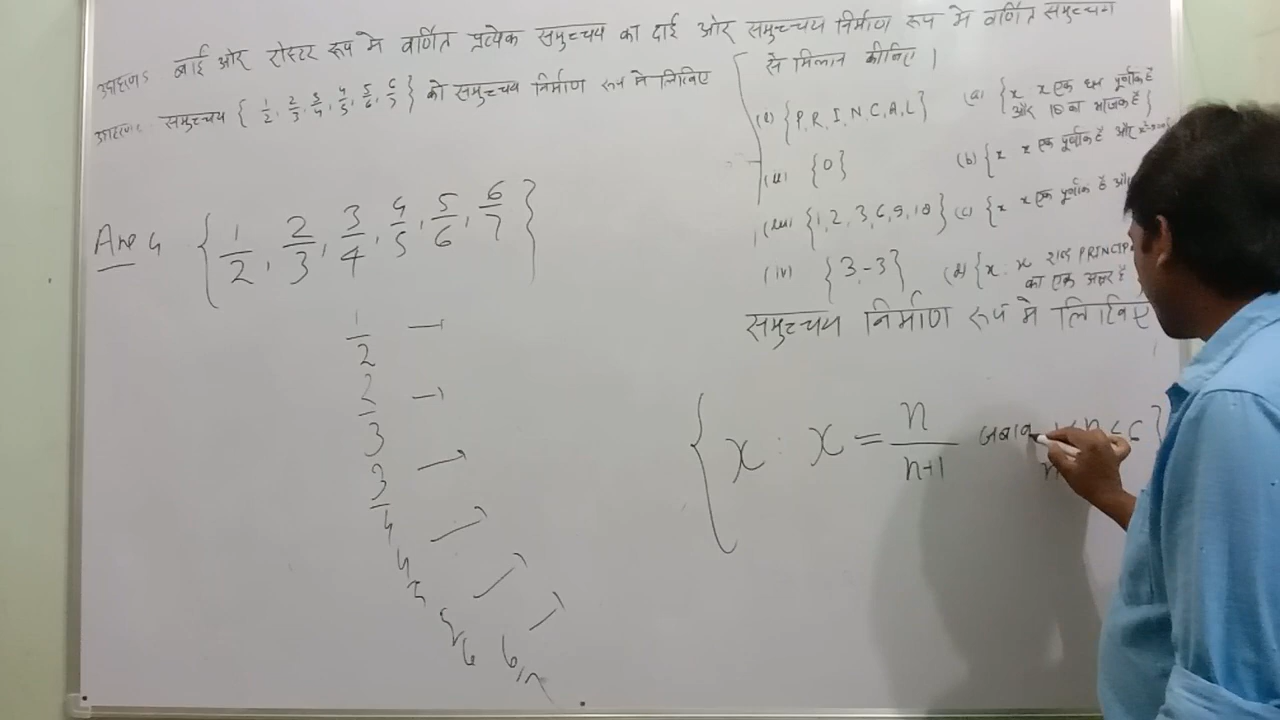 उदाहरण 5 बाई ओर रोस्टर रूप मे वर्णित प्रत्येक समुच्चय का दाई ओर समुच्चय निर्माण रूप मे वर्णित समुच्चय
से मिलान कीजिए ।
समुच्चय { 1/2, 2/3, 3/4, 4/5, 5/6, 6/7 } को समुच्चय निर्माण रूप मे लिखिए
(i) {P, R, I, N, C, A, L} (a) {x : x एक धन पूर्णांक है
और 18 का भाजक है}
(ii) {0} (b) {x x एक पूर्णांक है और
(iii) {1, 2, 3, 6, 9, 18} (c) {x x एक पूर्णांक है और
(iv) {3, -3} (d) {x : x शब्द PRINCIP
का एक अक्षर है
समुच्चय निर्माण रूप मे लिखिए
Ans 4 { 1/2, 2/3, 3/4, 4/5, 5/6, 6/7 }
1/2 →
2/3 →
3/4 →
4/5 →
5/6 →
6/7 →
{ x : x = n/(n+1)